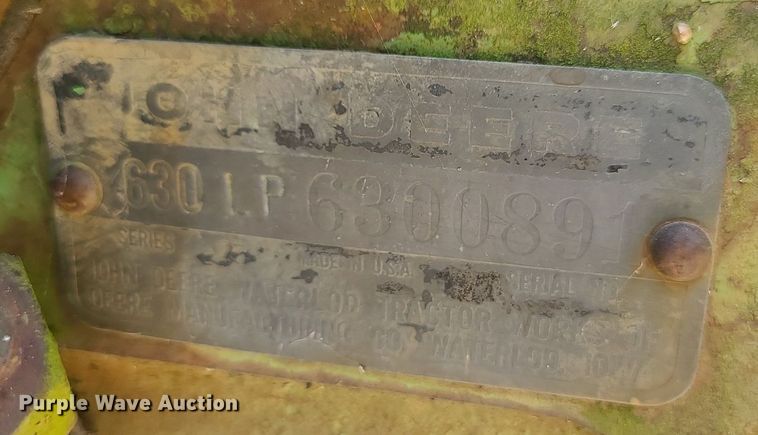 JOHN DEERE
630 LP 6300891
SERIES MADE IN U.S.A. SERIAL NO
JOHN DEERE WATERLOO TRACTOR WORKS OF
DEERE MANUFACTURING CO. WATERLOO, IOWA
Purple Wave Auction